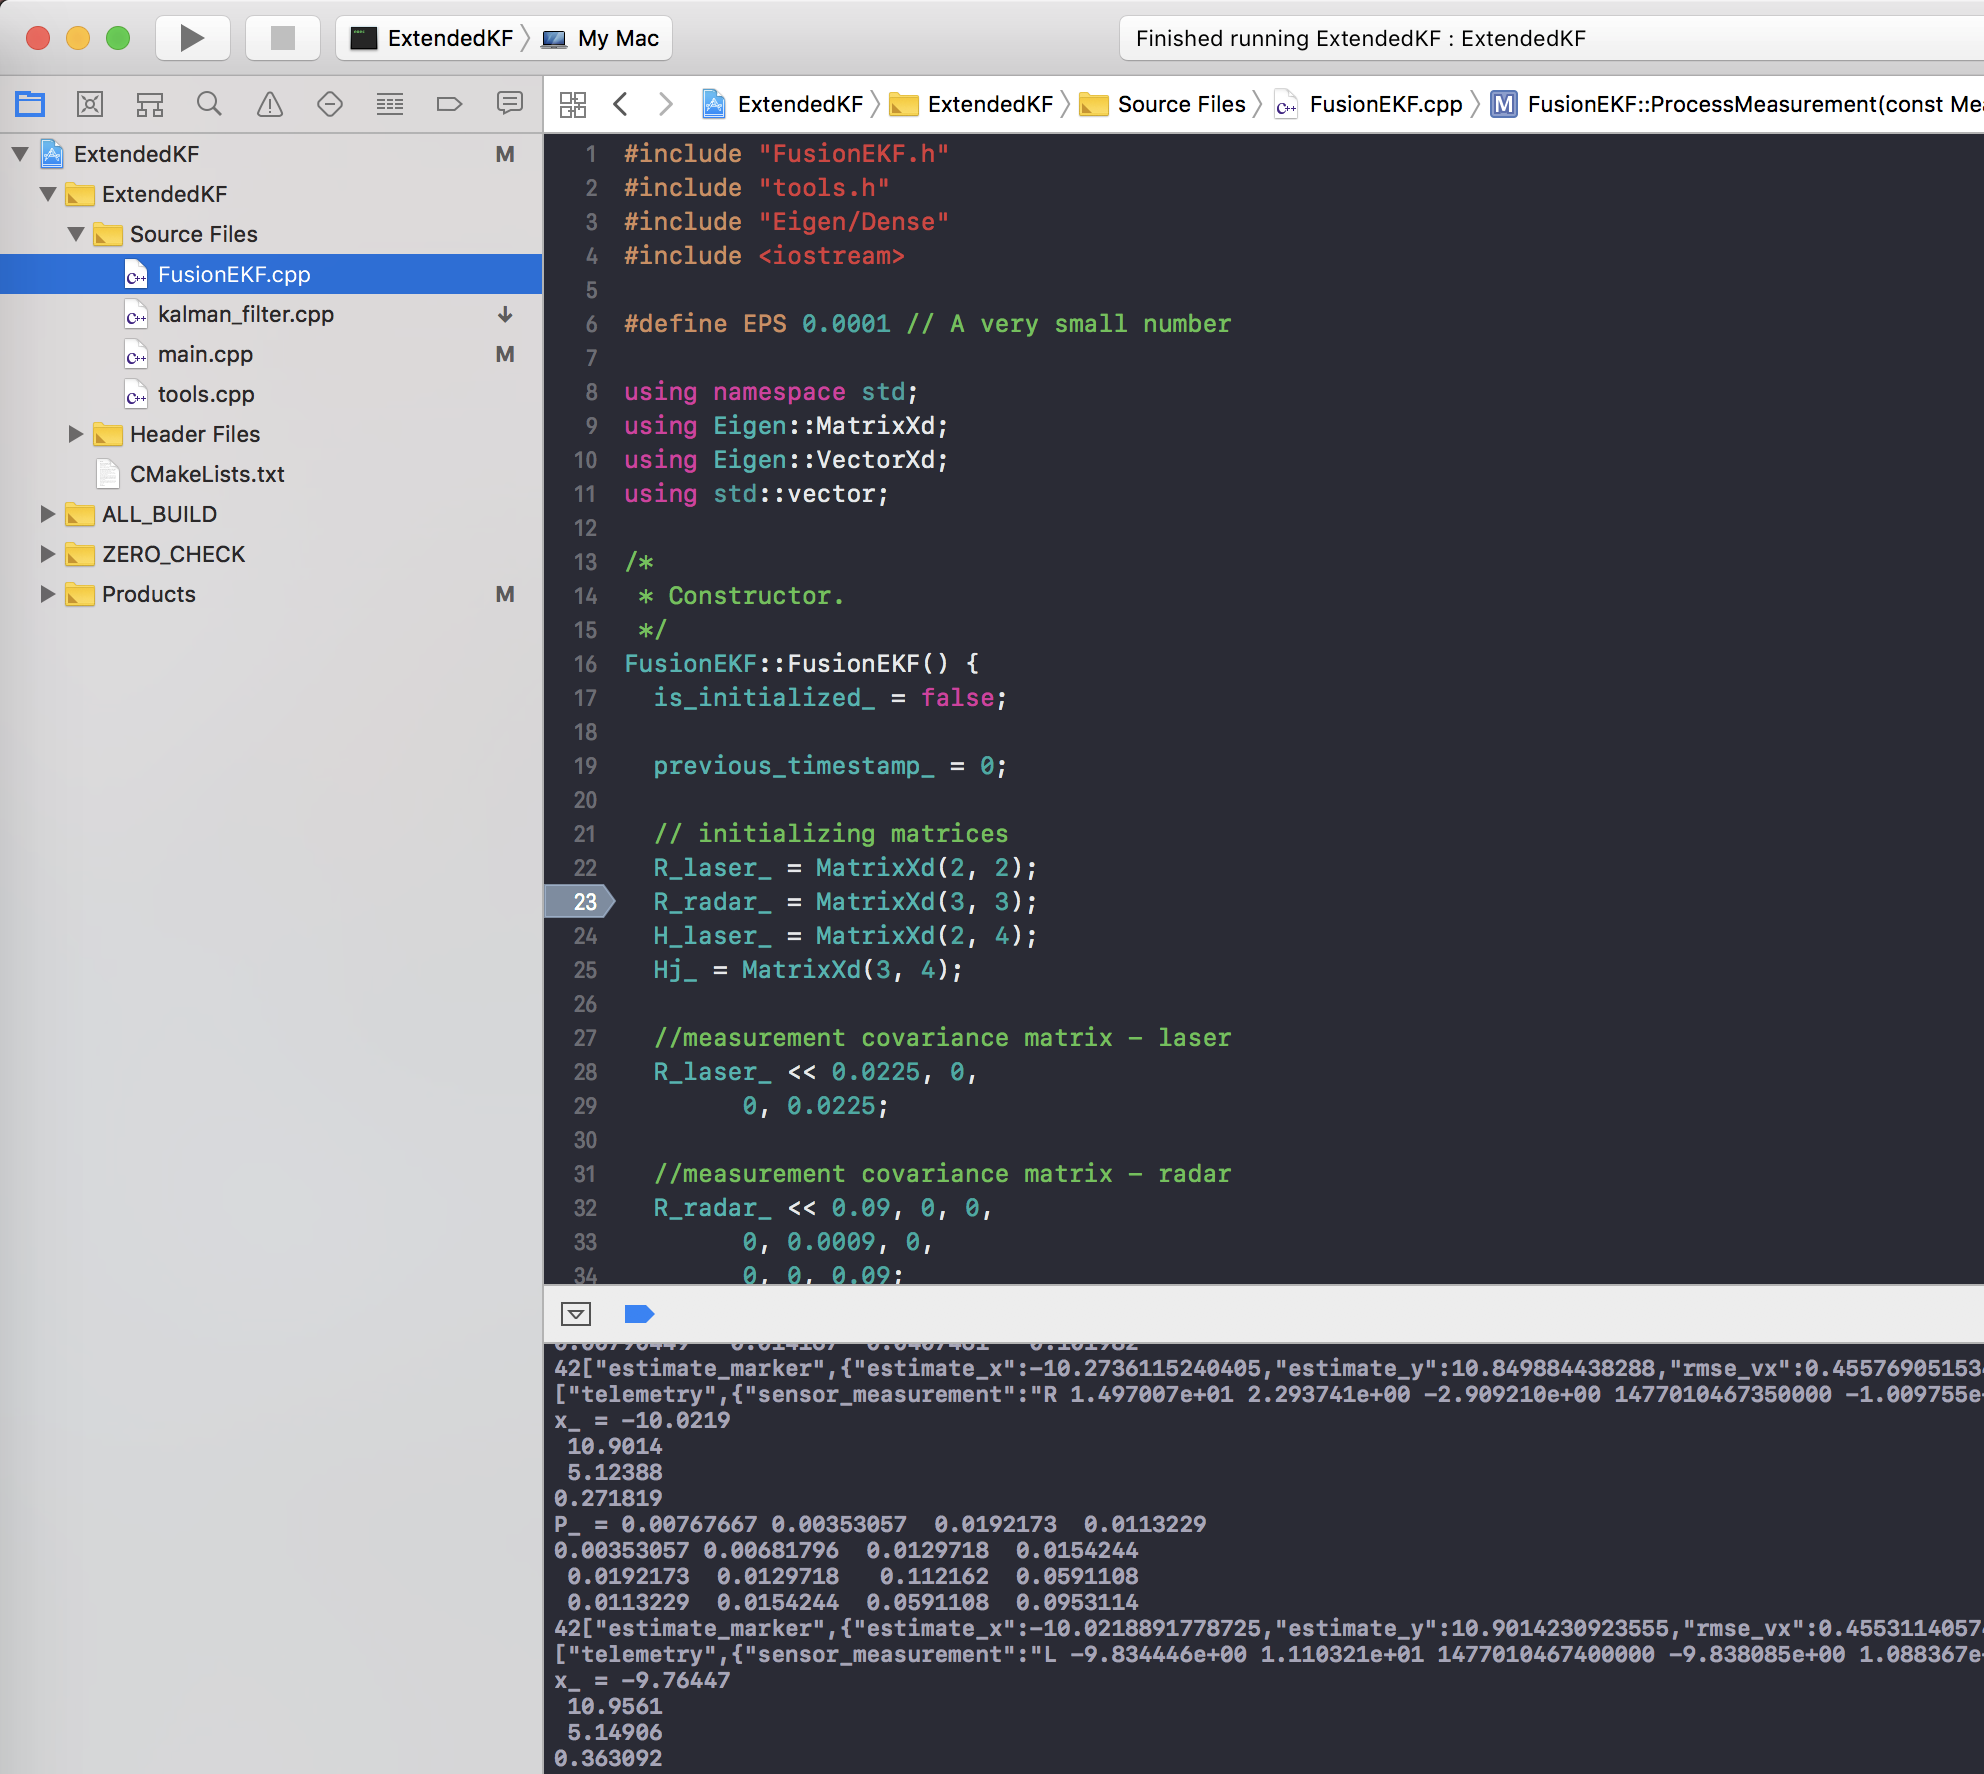 ExtendedKF My Mac
Finished running ExtendedKF : ExtendedKF
ExtendedKF ExtendedKF Source Files FusionEKF.cpp M FusionEKF::ProcessMeasurement(const Mea
ExtendedKF M
ExtendedKF
Source Files
FusionEKF.cpp
kalman_filter.cpp
main.cpp M
tools.cpp
Header Files
CMakeLists.txt
ALL_BUILD
ZERO_CHECK
Products M
1 #include "FusionEKF.h"
2 #include "tools.h"
3 #include "Eigen/Dense"
4 #include <iostream>
5
6 #define EPS 0.0001 // A very small number
7
8 using namespace std;
9 using Eigen::MatrixXd;
10 using Eigen::VectorXd;
11 using std::vector;
12
13 /*
14 * Constructor.
15 */
16 FusionEKF::FusionEKF() {
17 is_initialized_ = false;
18
19 previous_timestamp_ = 0;
20
21 // initializing matrices
22 R_laser_ = MatrixXd(2, 2);
23 R_radar_ = MatrixXd(3, 3);
24 H_laser_ = MatrixXd(2, 4);
25 Hj_ = MatrixXd(3, 4);
26
27 //measurement covariance matrix - laser
28 R_laser_ << 0.0225, 0,
29 0, 0.0225;
30
31 //measurement covariance matrix - radar
32 R_radar_ << 0.09, 0, 0,
33 0, 0.0009, 0,
34 0, 0, 0.09;
42["estimate_marker",{"estimate_x":-10.2736115240405,"estimate_y":10.849884438288,"rmse_vx":0.455769051534
["telemetry",{"sensor_measurement":"R 1.497007e+01 2.293741e+00 -2.909210e+00 1477010467350000 -1.009755e+
x_ = -10.0219
10.9014
5.12388
0.271819
P_ = 0.00767667 0.00353057 0.0192173 0.0113229
0.00353057 0.00681796 0.0129718 0.0154244
0.0192173 0.0129718 0.112162 0.0591108
0.0113229 0.0154244 0.0591108 0.0953114
42["estimate_marker",{"estimate_x":-10.0218891778725,"estimate_y":10.9014230923555,"rmse_vx":0.455311405
["telemetry",{"sensor_measurement":"L -9.834446e+00 1.110321e+01 1477010467400000 -9.838085e+00 1.088367e+
x_ = -9.76447
10.9561
5.14906
0.363092